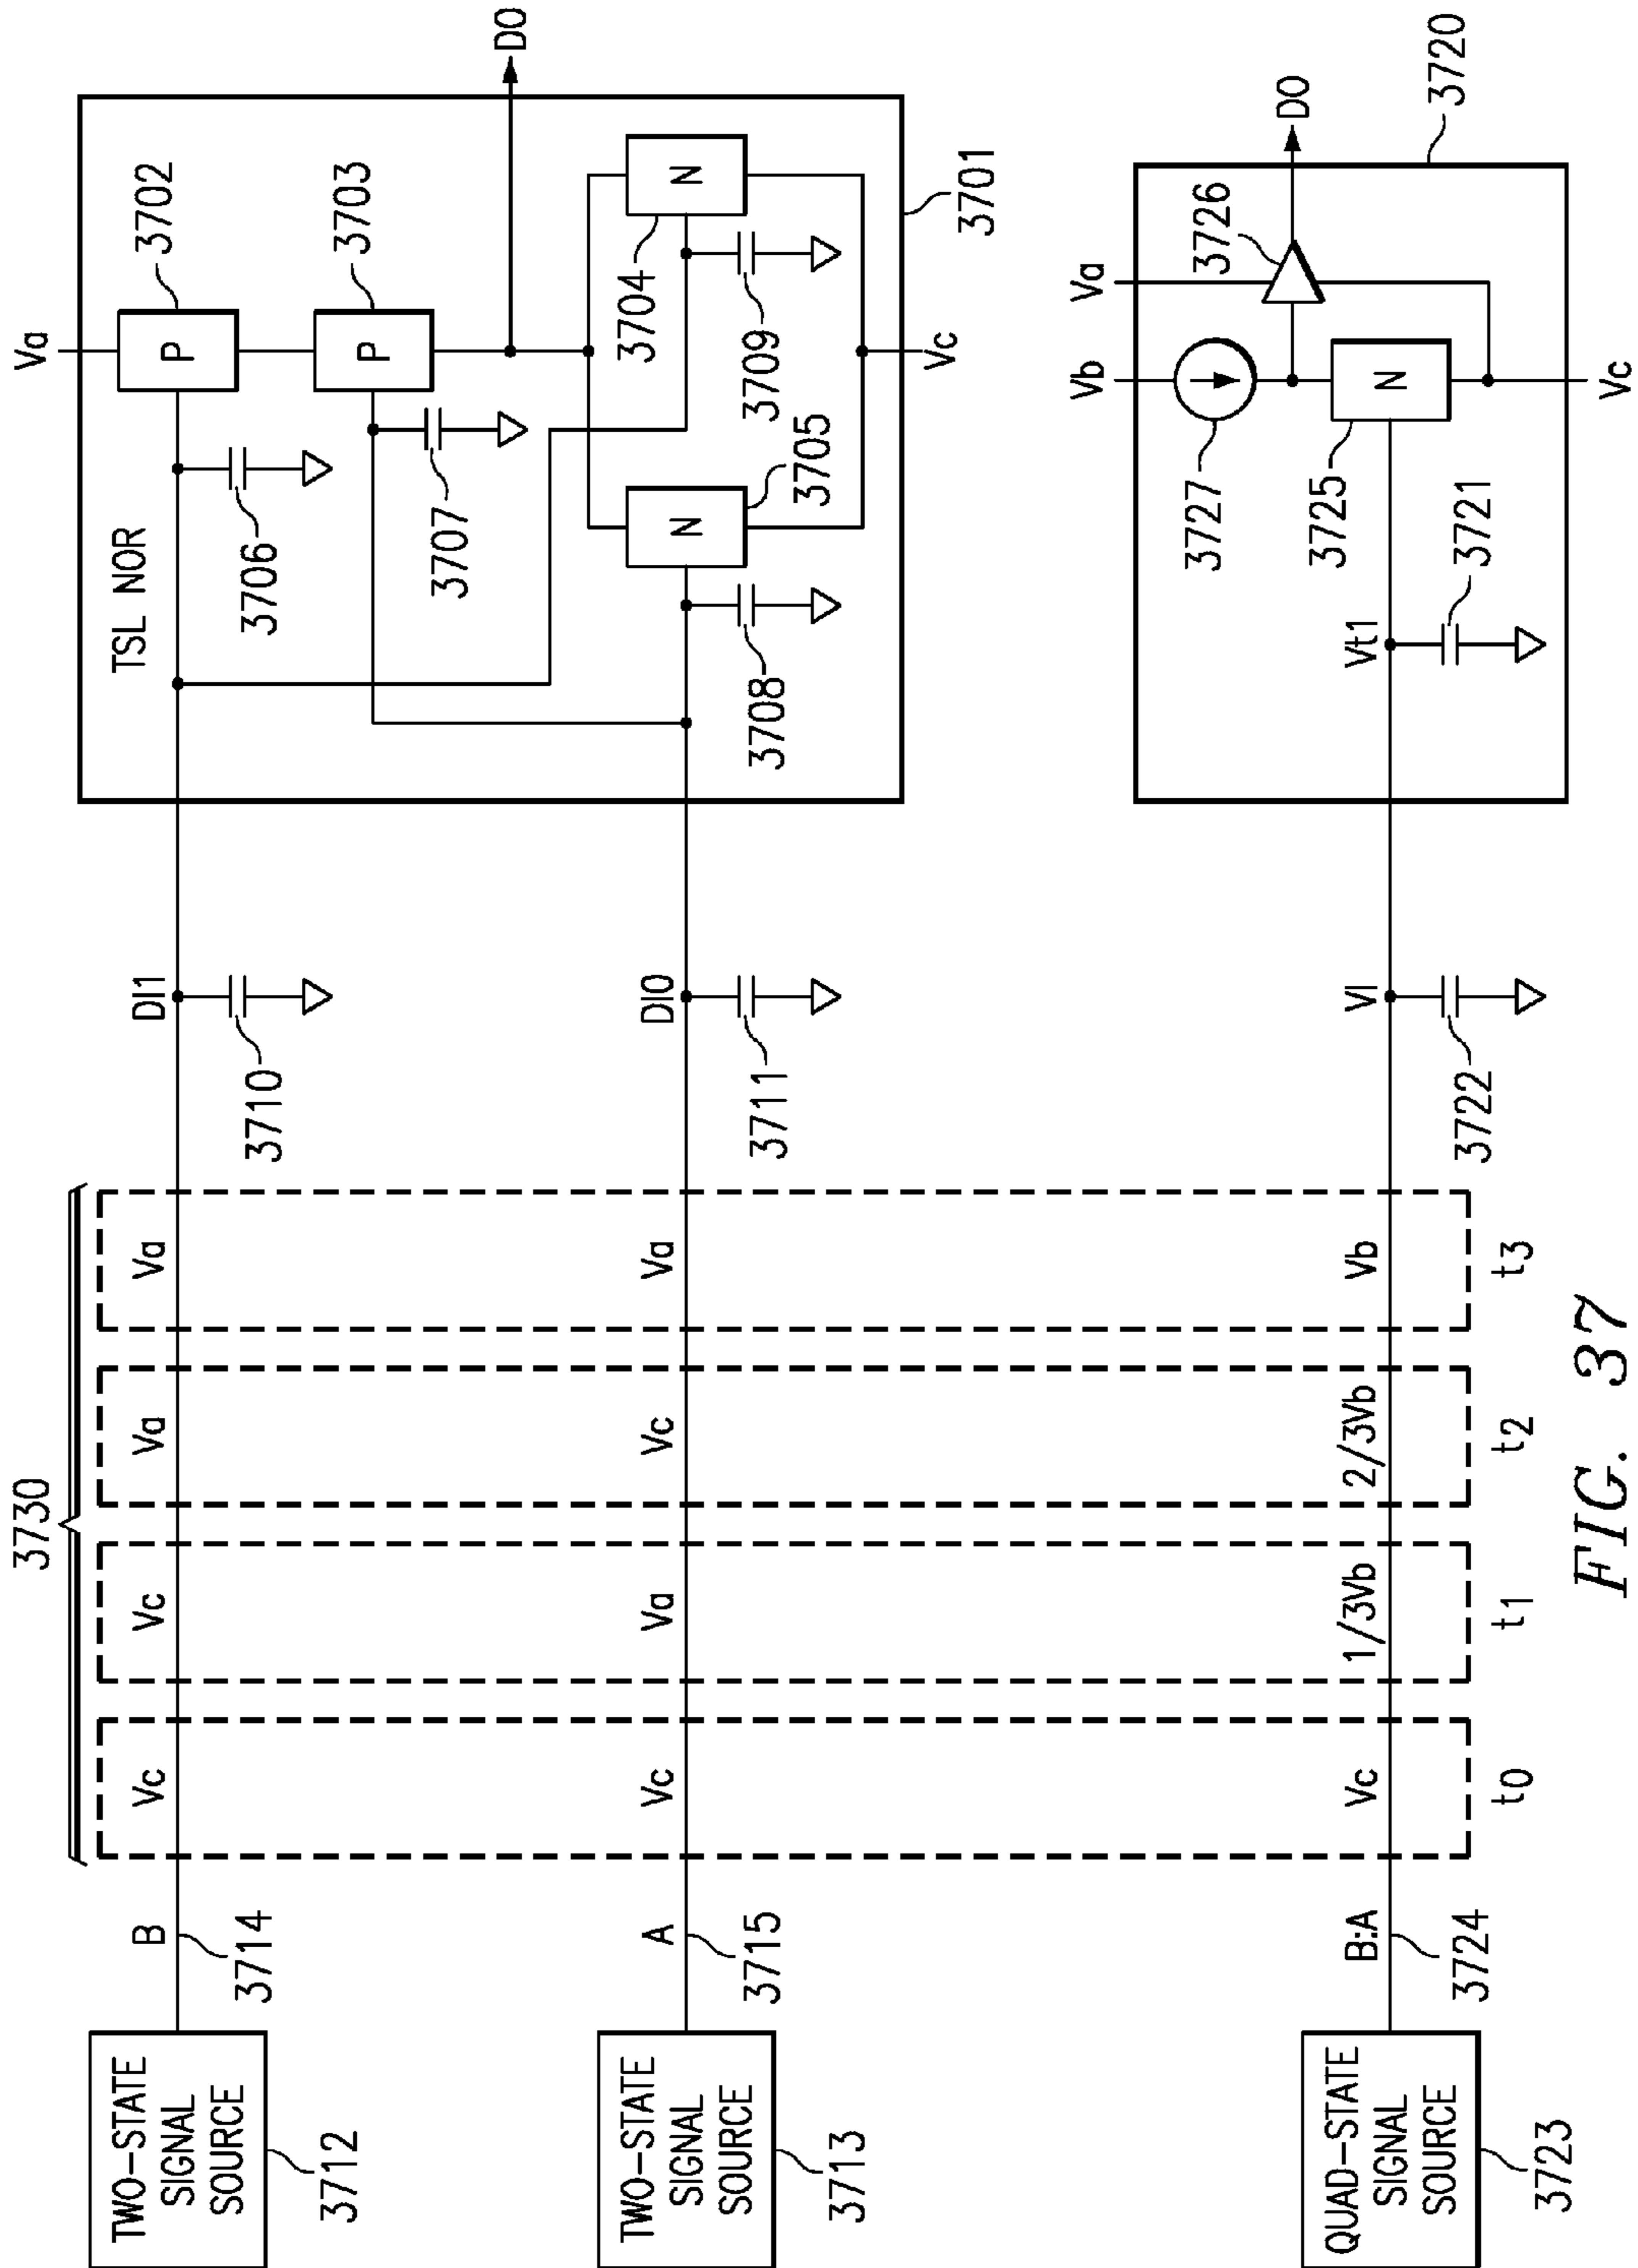 3730
TWO-STATE
SIGNAL
SOURCE
3712
B
3714
Vc
Vc
Va
Va
DI1
3710
TSL NOR
3706
Va
P
3702
P
3703
3707
DO
TWO-STATE
SIGNAL
SOURCE
3713
A
3715
Vc
Va
Vc
Va
DI0
3711
3708
N
3705
3704
N
3709
Vc
3701
QUAD-STATE
SIGNAL
SOURCE
3723
B:A
3724
Vc
1/3Vb
2/3Vb
Vb
t0
t1
t2
t3
VI
3722
Vt1
3721
Vb
Va
3727
3725
N
3726
DO
Vc
3720
FIG. 37